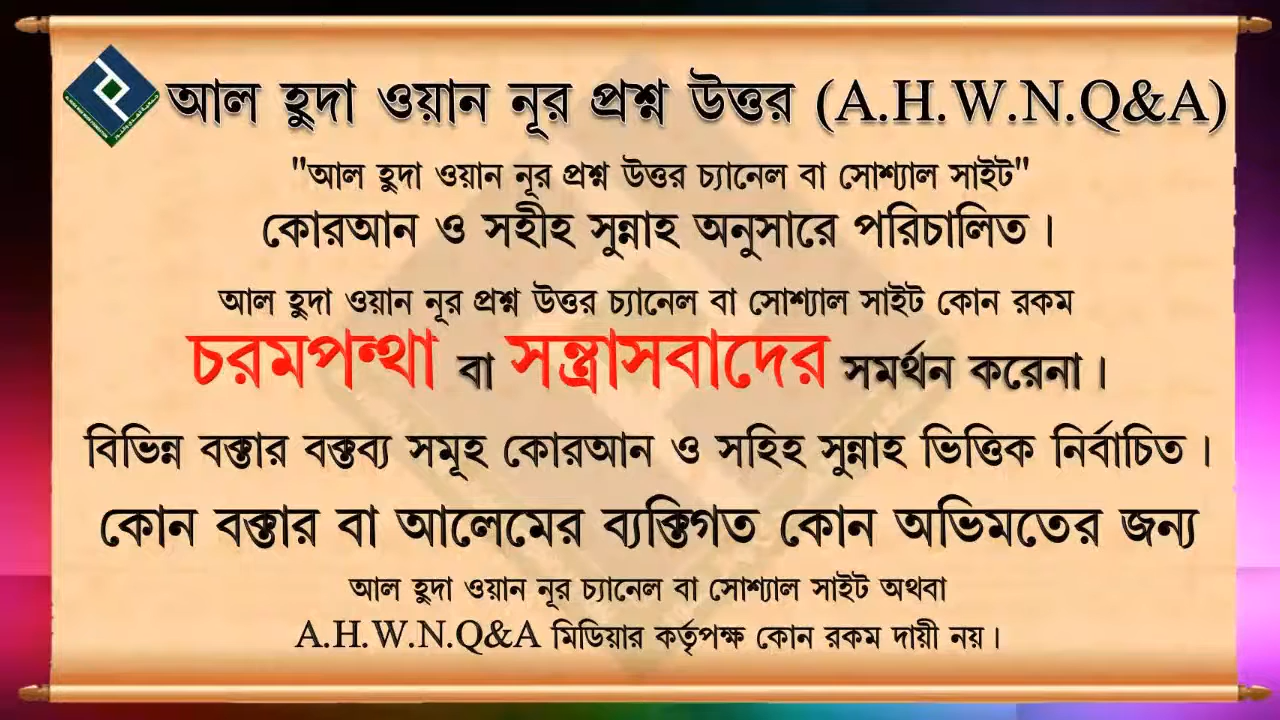 আল হুদা ওয়ান নূর প্রশ্ন উত্তর (A.H.W.N.Q&A)
"আল হুদা ওয়ান নূর প্রশ্ন উত্তর চ্যানেল বা সোশ্যাল সাইট"
কোরআন ও সহীহ সুন্নাহ অনুসারে পরিচালিত।
আল হুদা ওয়ান নূর প্রশ্ন উত্তর চ্যানেল বা সোশ্যাল সাইট কোন রকম
চরমপন্থা বা সন্ত্রাসবাদের সমর্থন করেনা।
বিভিন্ন বক্তার বক্তব্য সমূহ কোরআন ও সহিহ সুন্নাহ ভিত্তিক নির্বাচিত।
কোন বক্তার বা আলেমের ব্যক্তিগত কোন অভিমতের জন্য
আল হুদা ওয়ান নূর চ্যানেল বা সোশ্যাল সাইট অথবা
A.H.W.N.Q&A মিডিয়ার কর্তৃপক্ষ কোন রকম দায়ী নয়।